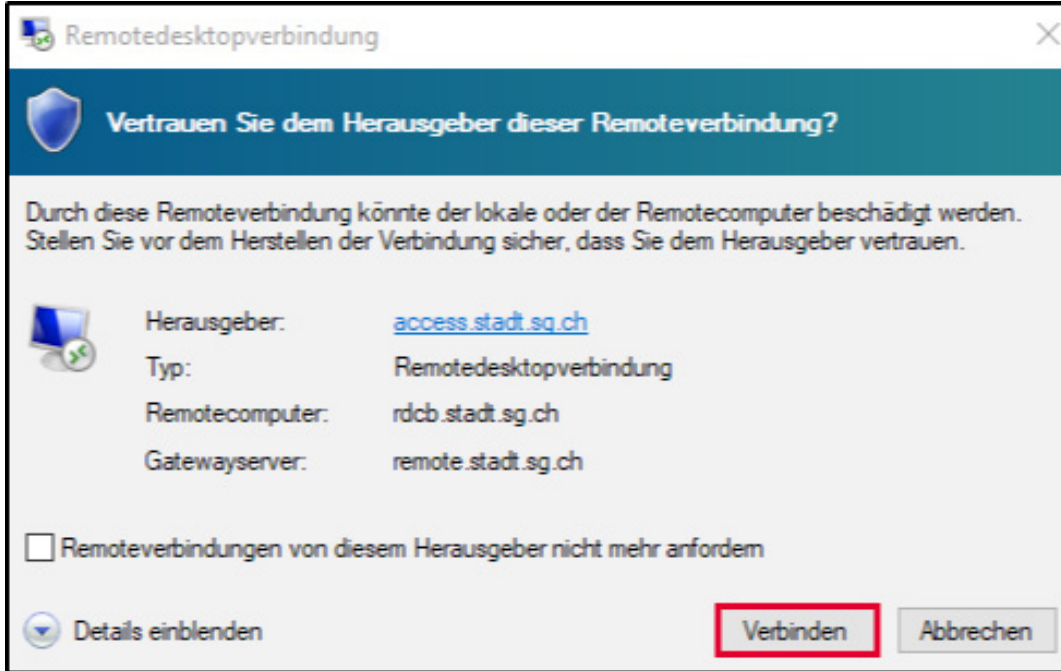 Remotedesktopverbindung
Vertrauen Sie dem Herausgeber dieser Remoteverbindung?
Durch diese Remoteverbindung könnte der lokale oder der Remotecomputer beschädigt werden.
Stellen Sie vor dem Herstellen der Verbindung sicher, dass Sie dem Herausgeber vertrauen.
Herausgeber: access.stadt.sg.ch
Typ: Remotedesktopverbindung
Remotecomputer: rdcb.stadt.sg.ch
Gatewayserver: remote.stadt.sg.ch
Remoteverbindungen von diesem Herausgeber nicht mehr anfordern
Details einblenden Verbinden Abbrechen